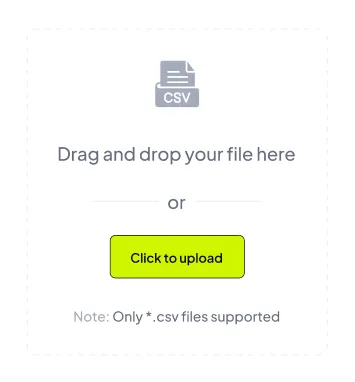 CSV
Drag and drop your file here
or
Click to upload
Note: Only *.csv files supported